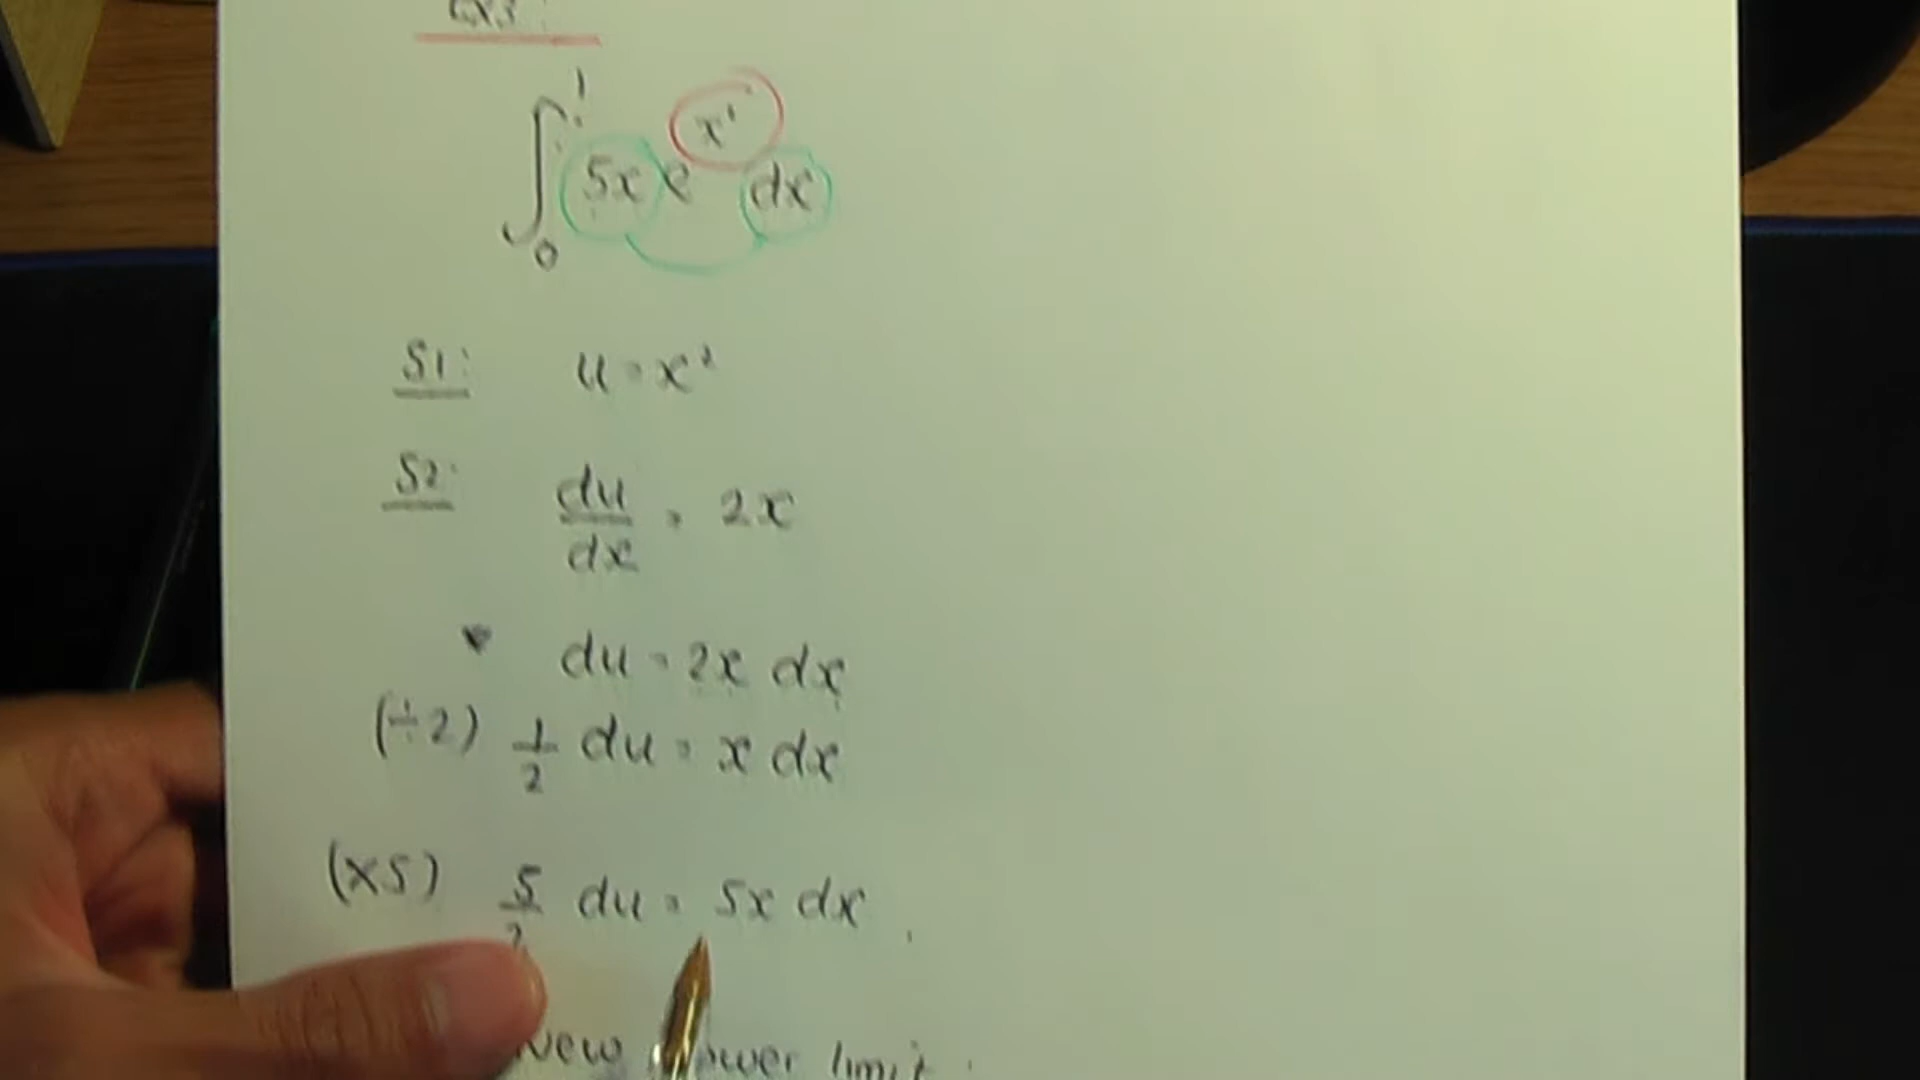 Ex3:
∫₀¹ 5x e^(x²) dx
S1: u = x²
S2: du/dx = 2x
du = 2x dx
(÷2) 1/2 du = x dx
(×5) 5/2 du = 5x dx
New lower limit: